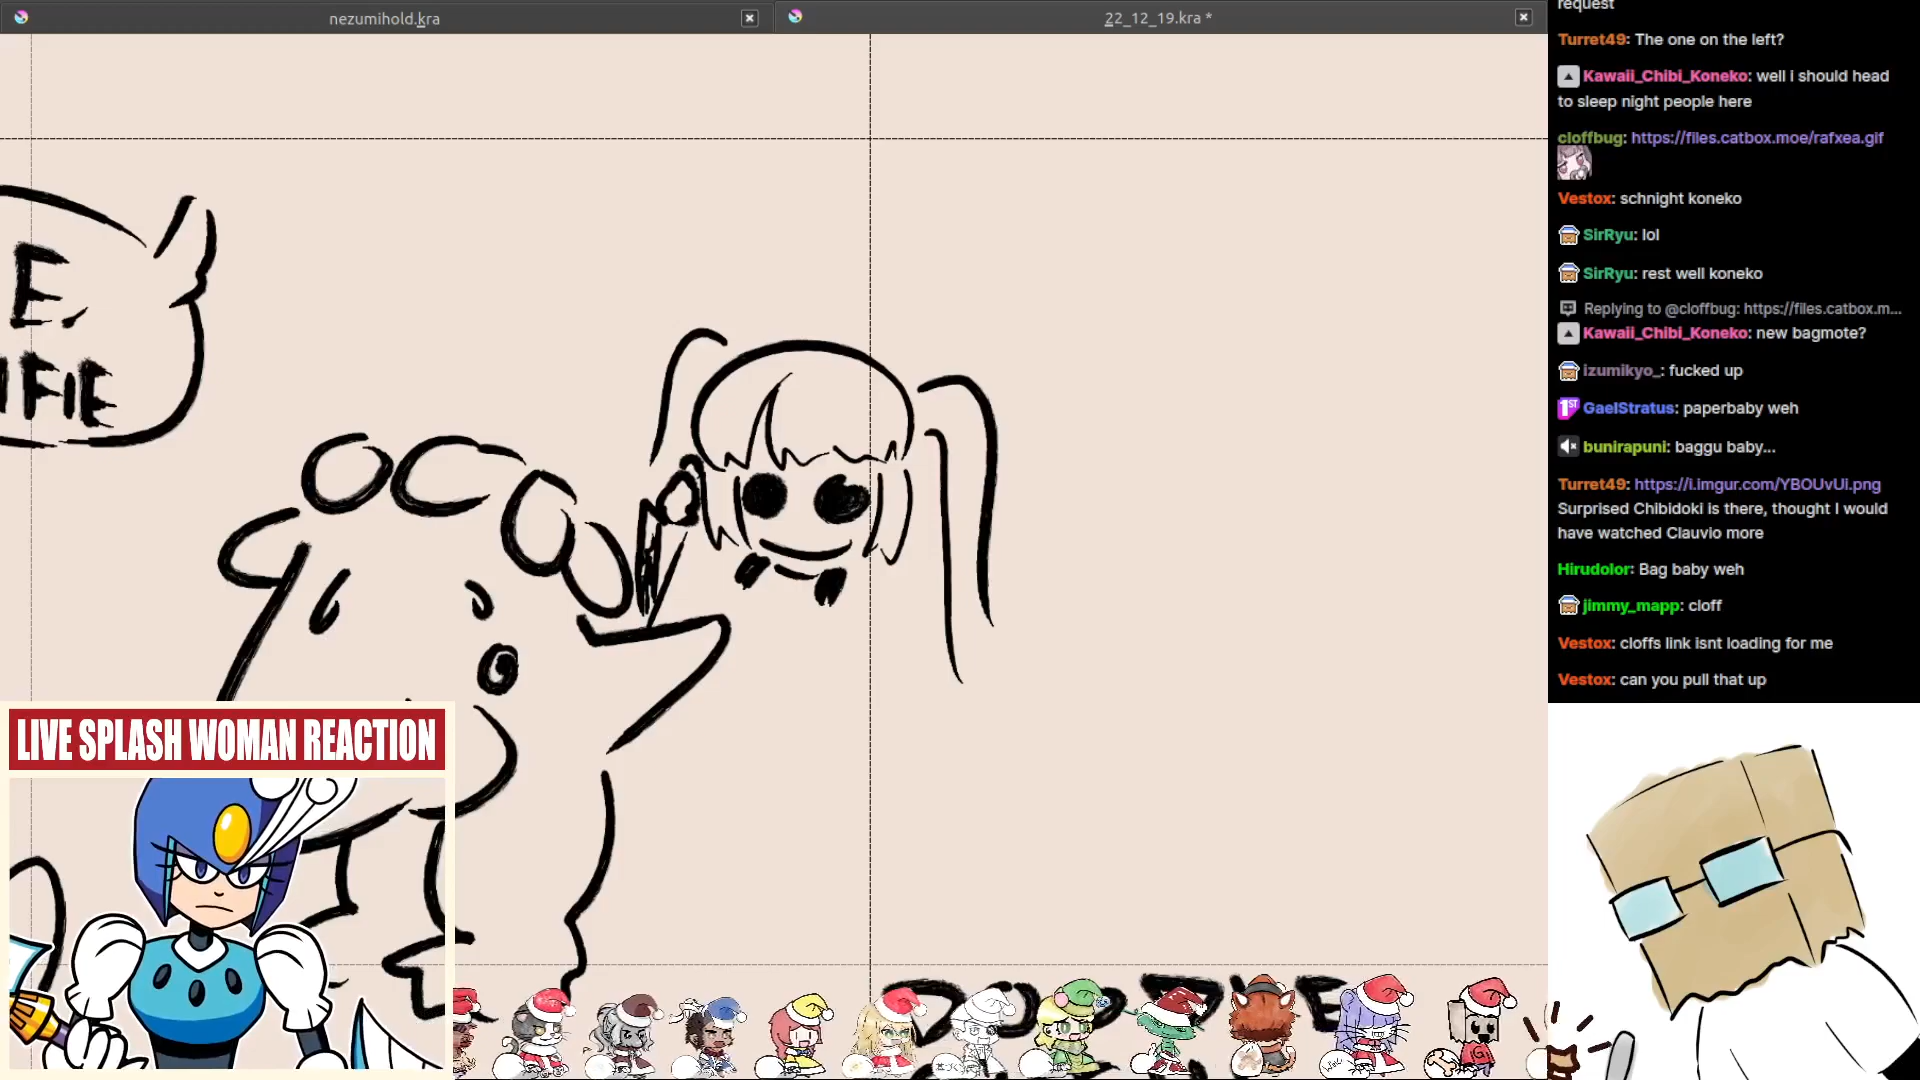 nezumihold.kra
22_12_19.kra *
E,
IFIE
LIVE SPLASH WOMAN REACTION
request
Turret49: The one on the left?
Kawaii_Chibi_Koneko: well i should head
to sleep night people here
cloffbug: https://files.catbox.moe/rafxea.gif
Vestox: schnight koneko
SirRyu: lol
SirRyu: rest well koneko
Replying to @cloffbug: https://files.catbox.m...
Kawaii_Chibi_Koneko: new bagmote?
izumikyo_: fucked up
1ST GaelStratus: paperbaby weh
bunirapuni: baggu baby...
Turret49: https://i.imgur.com/YBOUvUi.png
Surprised Chibidoki is there, thought I would
have watched Clauvio more
Hirudolor: Bag baby weh
jimmy_mapp: cloff
Vestox: cloffs link isnt loading for me
Vestox: can you pull that up